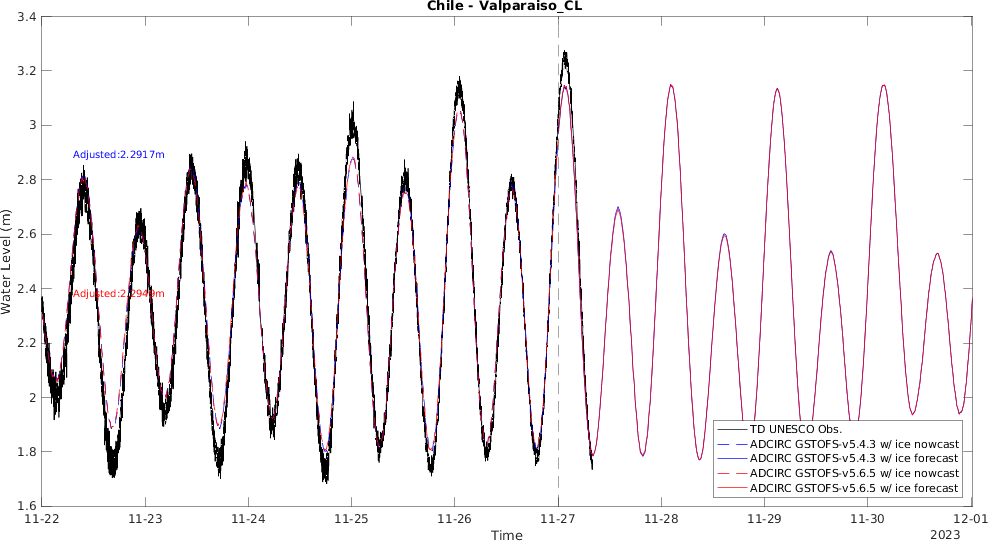 Chile - Valparaiso_CL
3.4
3.2
3
2.8
2.6
2.4
2.2
2
1.8
1.6
Water Level (m)
Adjusted:2.2917m
Adjusted:2.2949m
TD UNESCO Obs.
ADCIRC GSTOFS-v5.4.3 w/ ice nowcast
ADCIRC GSTOFS-v5.4.3 w/ ice forecast
ADCIRC GSTOFS-v5.6.5 w/ ice nowcast
ADCIRC GSTOFS-v5.6.5 w/ ice forecast
11-22 11-23 11-24 11-25 11-26 11-27 11-28 11-29 11-30 12-01
Time
2023